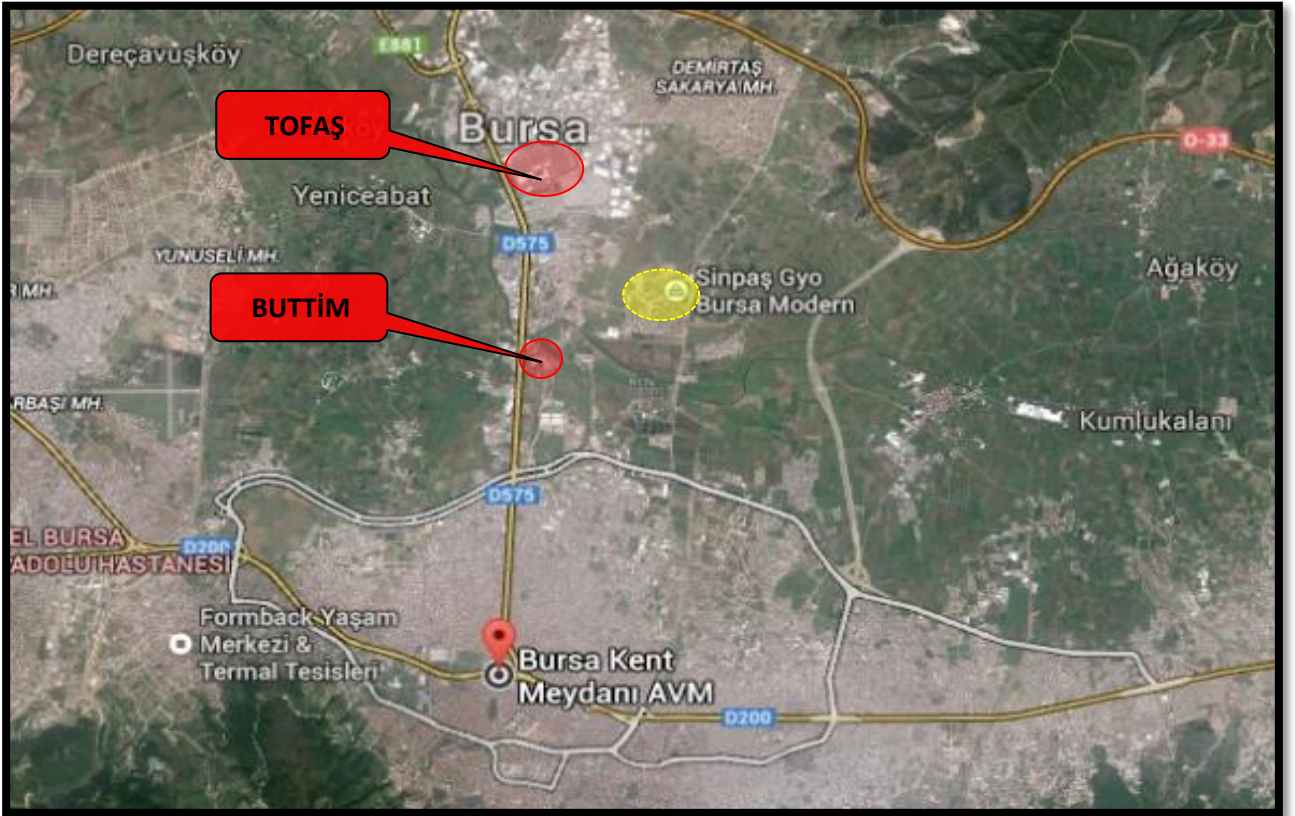 Dereçavuşköy
E881
DEMİRTAŞ
SAKARYA MH.
TOFAŞ
Bursa
O-33
Yeniceabat
D575
YUNUSELİ MH.
Ağaköy
Sinpaş Gyo
Bursa Modern
R MH.
BUTTİM
RBAŞI MH.
Kumlukalanı
D575
EL BURSA
ADOLU HASTANESİ
D200
Formback Yaşam
Merkezi &
Termal Tesisleri
Bursa Kent
Meydanı AVM
D200